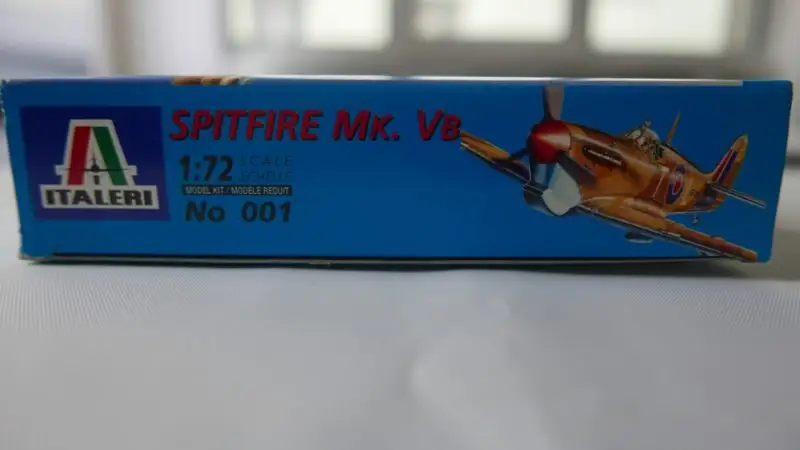 ITALERI
SPITFIRE MK. VB
1:72 SCALE
ECHELLE
MODEL KIT / MODELE REDUIT
No 001